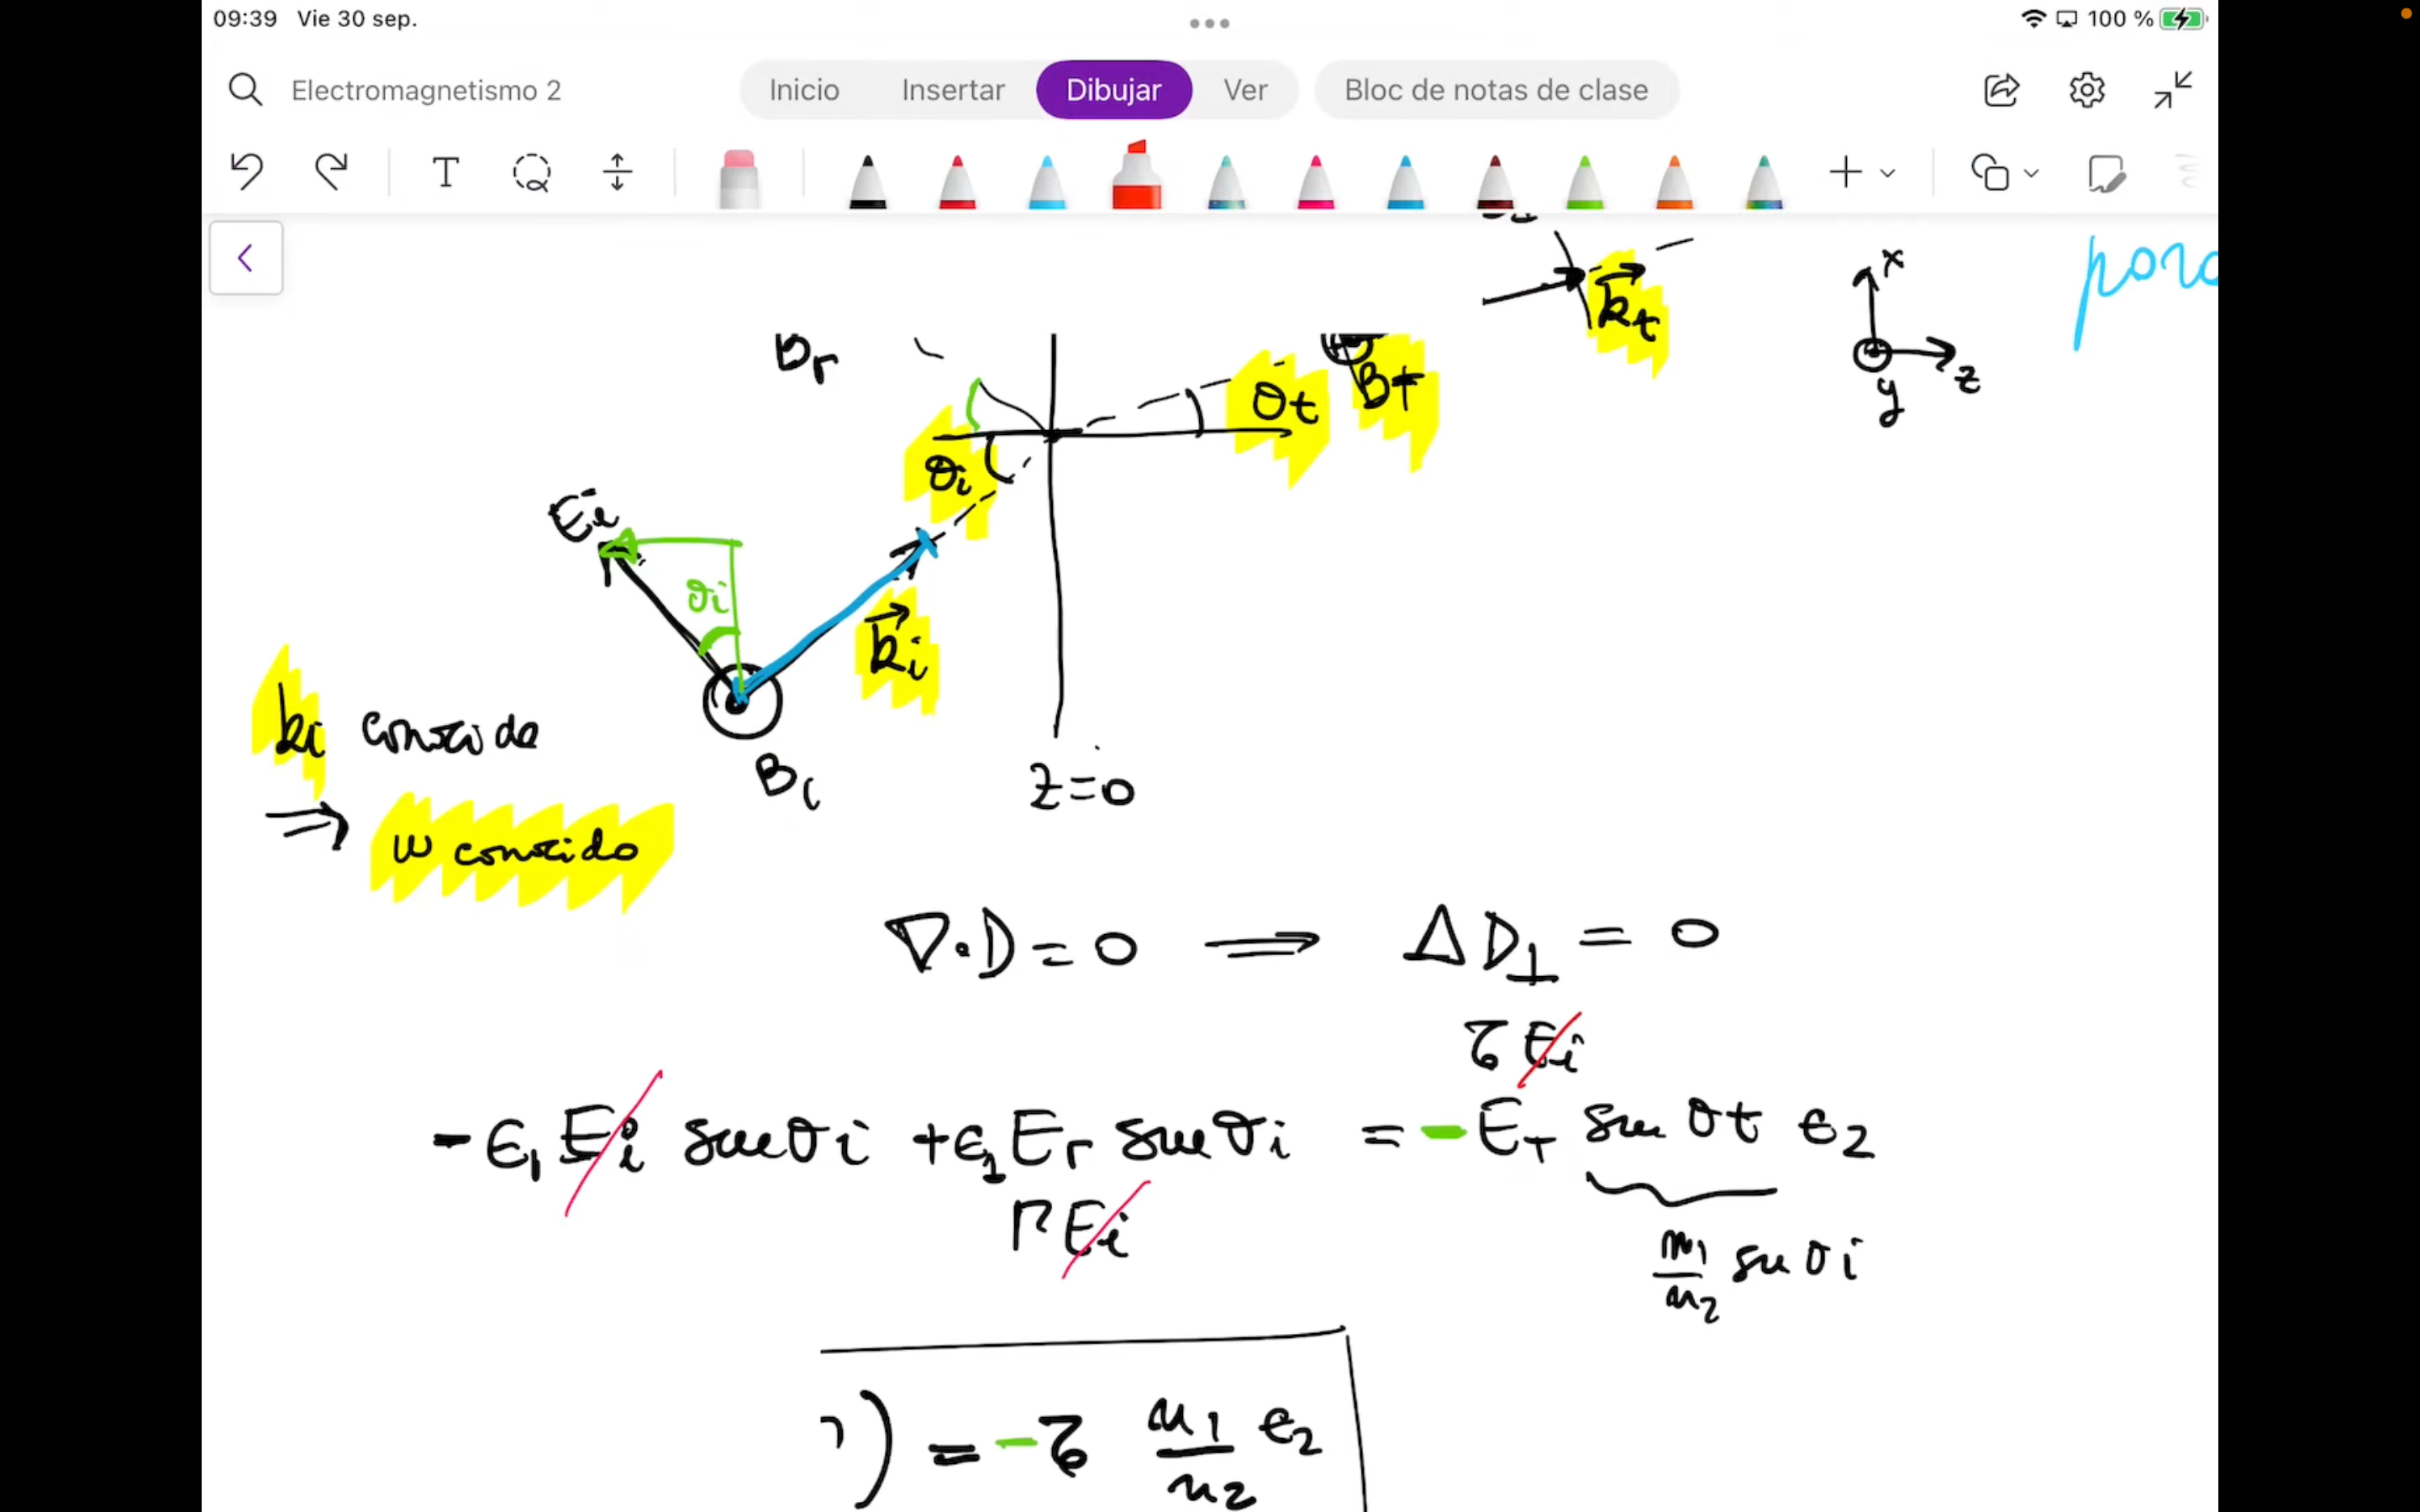 09:39 Vie 30 sep. 100 %
Electromagnetismo 2 Inicio Insertar Dibujar Ver Bloc de notas de clase
T
k⃗t
x
z
y
Br
θt BT
θi
Ei
θi
k⃗i
ki conocido
⇒ w conocido
Bi
z=0
∇·D = 0 ⟹ ΔD⊥ = 0
τ Ei
-ϵ1 Ei sen θi + ϵ1 Er sen θi = - ET sen θt ϵ2
Γ Ei
n1/n2 sen θi
) = -τ n1/n2 ϵ2